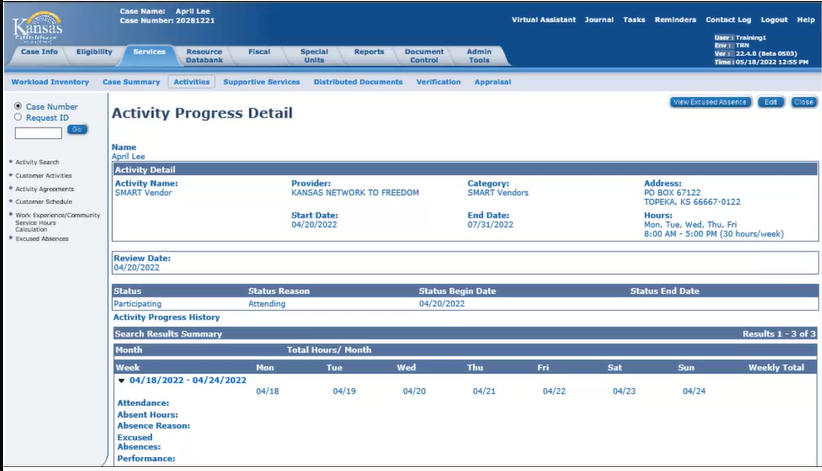 Kansas
Case Name: April Lee
Case Number: 20281221
Virtual Assistant Journal Tasks Reminders Contact Log Logout Help
User : Training1
Env : TRN
Ver : 22.4.8 (Beta 0503)
Time : 05/18/2022 12:55 PM
Case Info Eligibility Services Resource Databank Fiscal Special Units Reports Document Control Admin Tools
Workload Inventory Case Summary Activities Supportive Services Distributed Documents Verification Appraisal
Case Number
Request ID
Go
Activity Search
Customer Activities
Activity Agreements
Customer Schedule
Work Experience/Community
Service Hours
Calculation
Excused Absences
Activity Progress Detail
View Excused Absence Edit Close
Name
April Lee
Activity Detail
Activity Name: Provider: Category: Address:
SMART Vendor KANSAS NETWORK TO FREEDOM SMART Vendors PO BOX 67122
TOPEKA, KS 66667-0122
Start Date: End Date: Hours:
04/20/2022 07/31/2022 Mon, Tue, Wed, Thu, Fri
8:00 AM - 5:00 PM (30 hours/week)
Review Date:
04/20/2022
Status Status Reason Status Begin Date Status End Date
Participating Attending 04/20/2022
Activity Progress History
Search Results Summary Results 1 - 3 of 3
Month Total Hours/ Month
Week Mon Tue Wed Thu Fri Sat Sun Weekly Total
04/18/2022 - 04/24/2022
04/18 04/19 04/20 04/21 04/22 04/23 04/24
Attendance:
Absent Hours:
Absence Reason:
Excused
Absences:
Performance: